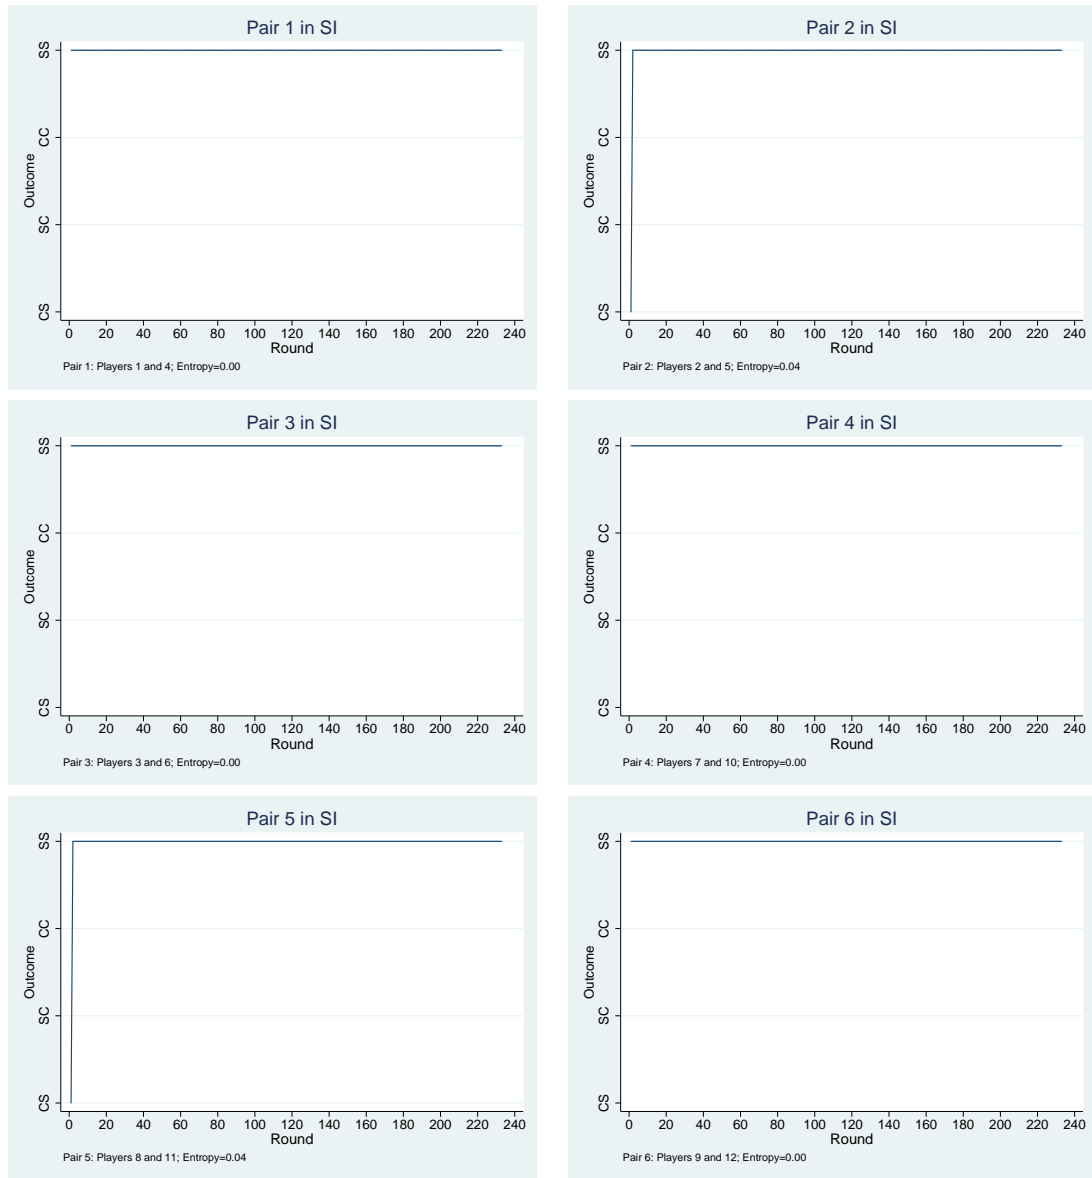 Pair 1 in SI
SS
CC
SC
CS
Outcome
0 20 40 60 80 100 120 140 160 180 200 220 240
Round
Pair 1: Players 1 and 4; Entropy=0.00
Pair 2 in SI
SS
CC
SC
CS
Outcome
0 20 40 60 80 100 120 140 160 180 200 220 240
Round
Pair 2: Players 2 and 5; Entropy=0.04
Pair 3 in SI
SS
CC
SC
CS
Outcome
0 20 40 60 80 100 120 140 160 180 200 220 240
Round
Pair 3: Players 3 and 6; Entropy=0.00
Pair 4 in SI
SS
CC
SC
CS
Outcome
0 20 40 60 80 100 120 140 160 180 200 220 240
Round
Pair 4: Players 7 and 10; Entropy=0.00
Pair 5 in SI
SS
CC
SC
CS
Outcome
0 20 40 60 80 100 120 140 160 180 200 220 240
Round
Pair 5: Players 8 and 11; Entropy=0.04
Pair 6 in SI
SS
CC
SC
CS
Outcome
0 20 40 60 80 100 120 140 160 180 200 220 240
Round
Pair 6: Players 9 and 12; Entropy=0.00